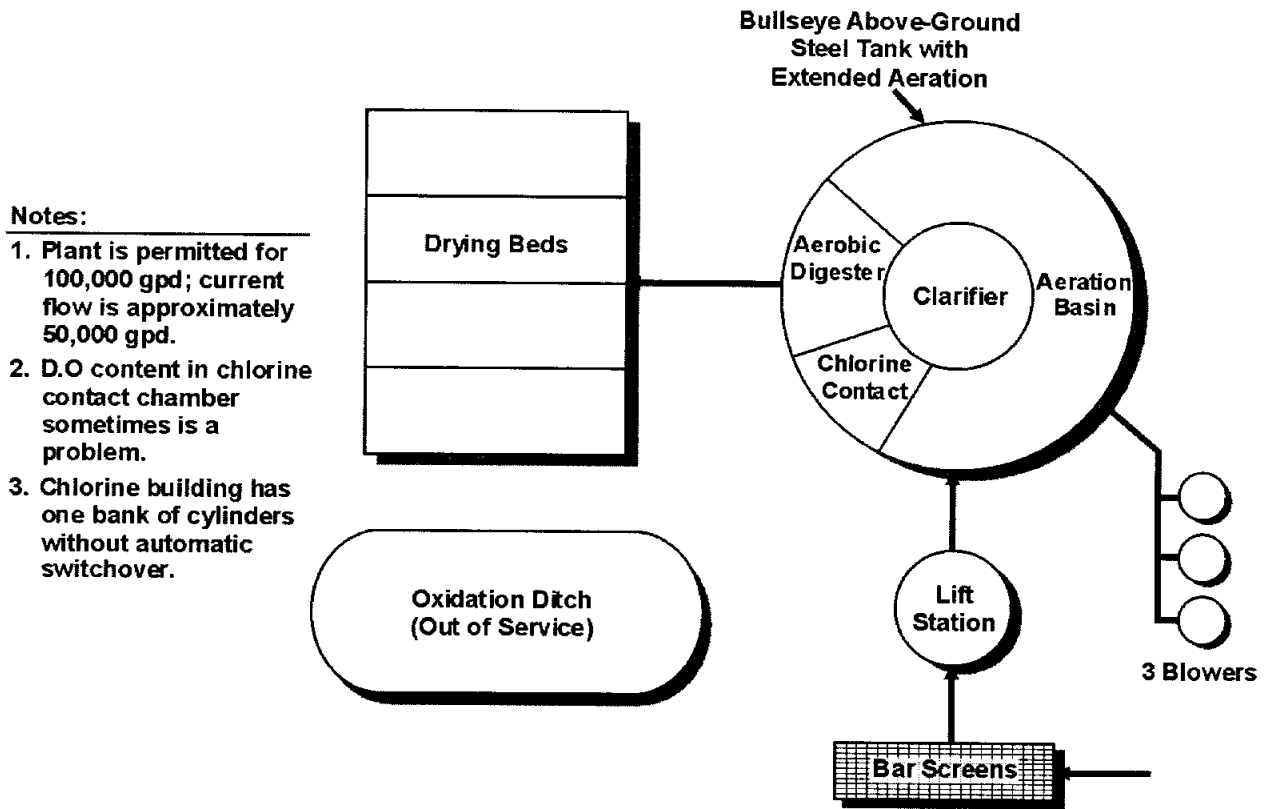 Bullseye Above-Ground
Steel Tank with
Extended Aeration
Notes:
1. Plant is permitted for
100,000 gpd; current
flow is approximately
50,000 gpd.
2. D.O content in chlorine
contact chamber
sometimes is a
problem.
3. Chlorine building has
one bank of cylinders
without automatic
switchover.
Drying Beds
Aerobic
Digester
Clarifier
Aeration
Basin
Chlorine
Contact
Oxidation Ditch
(Out of Service)
Lift
Station
3 Blowers
Bar Screens